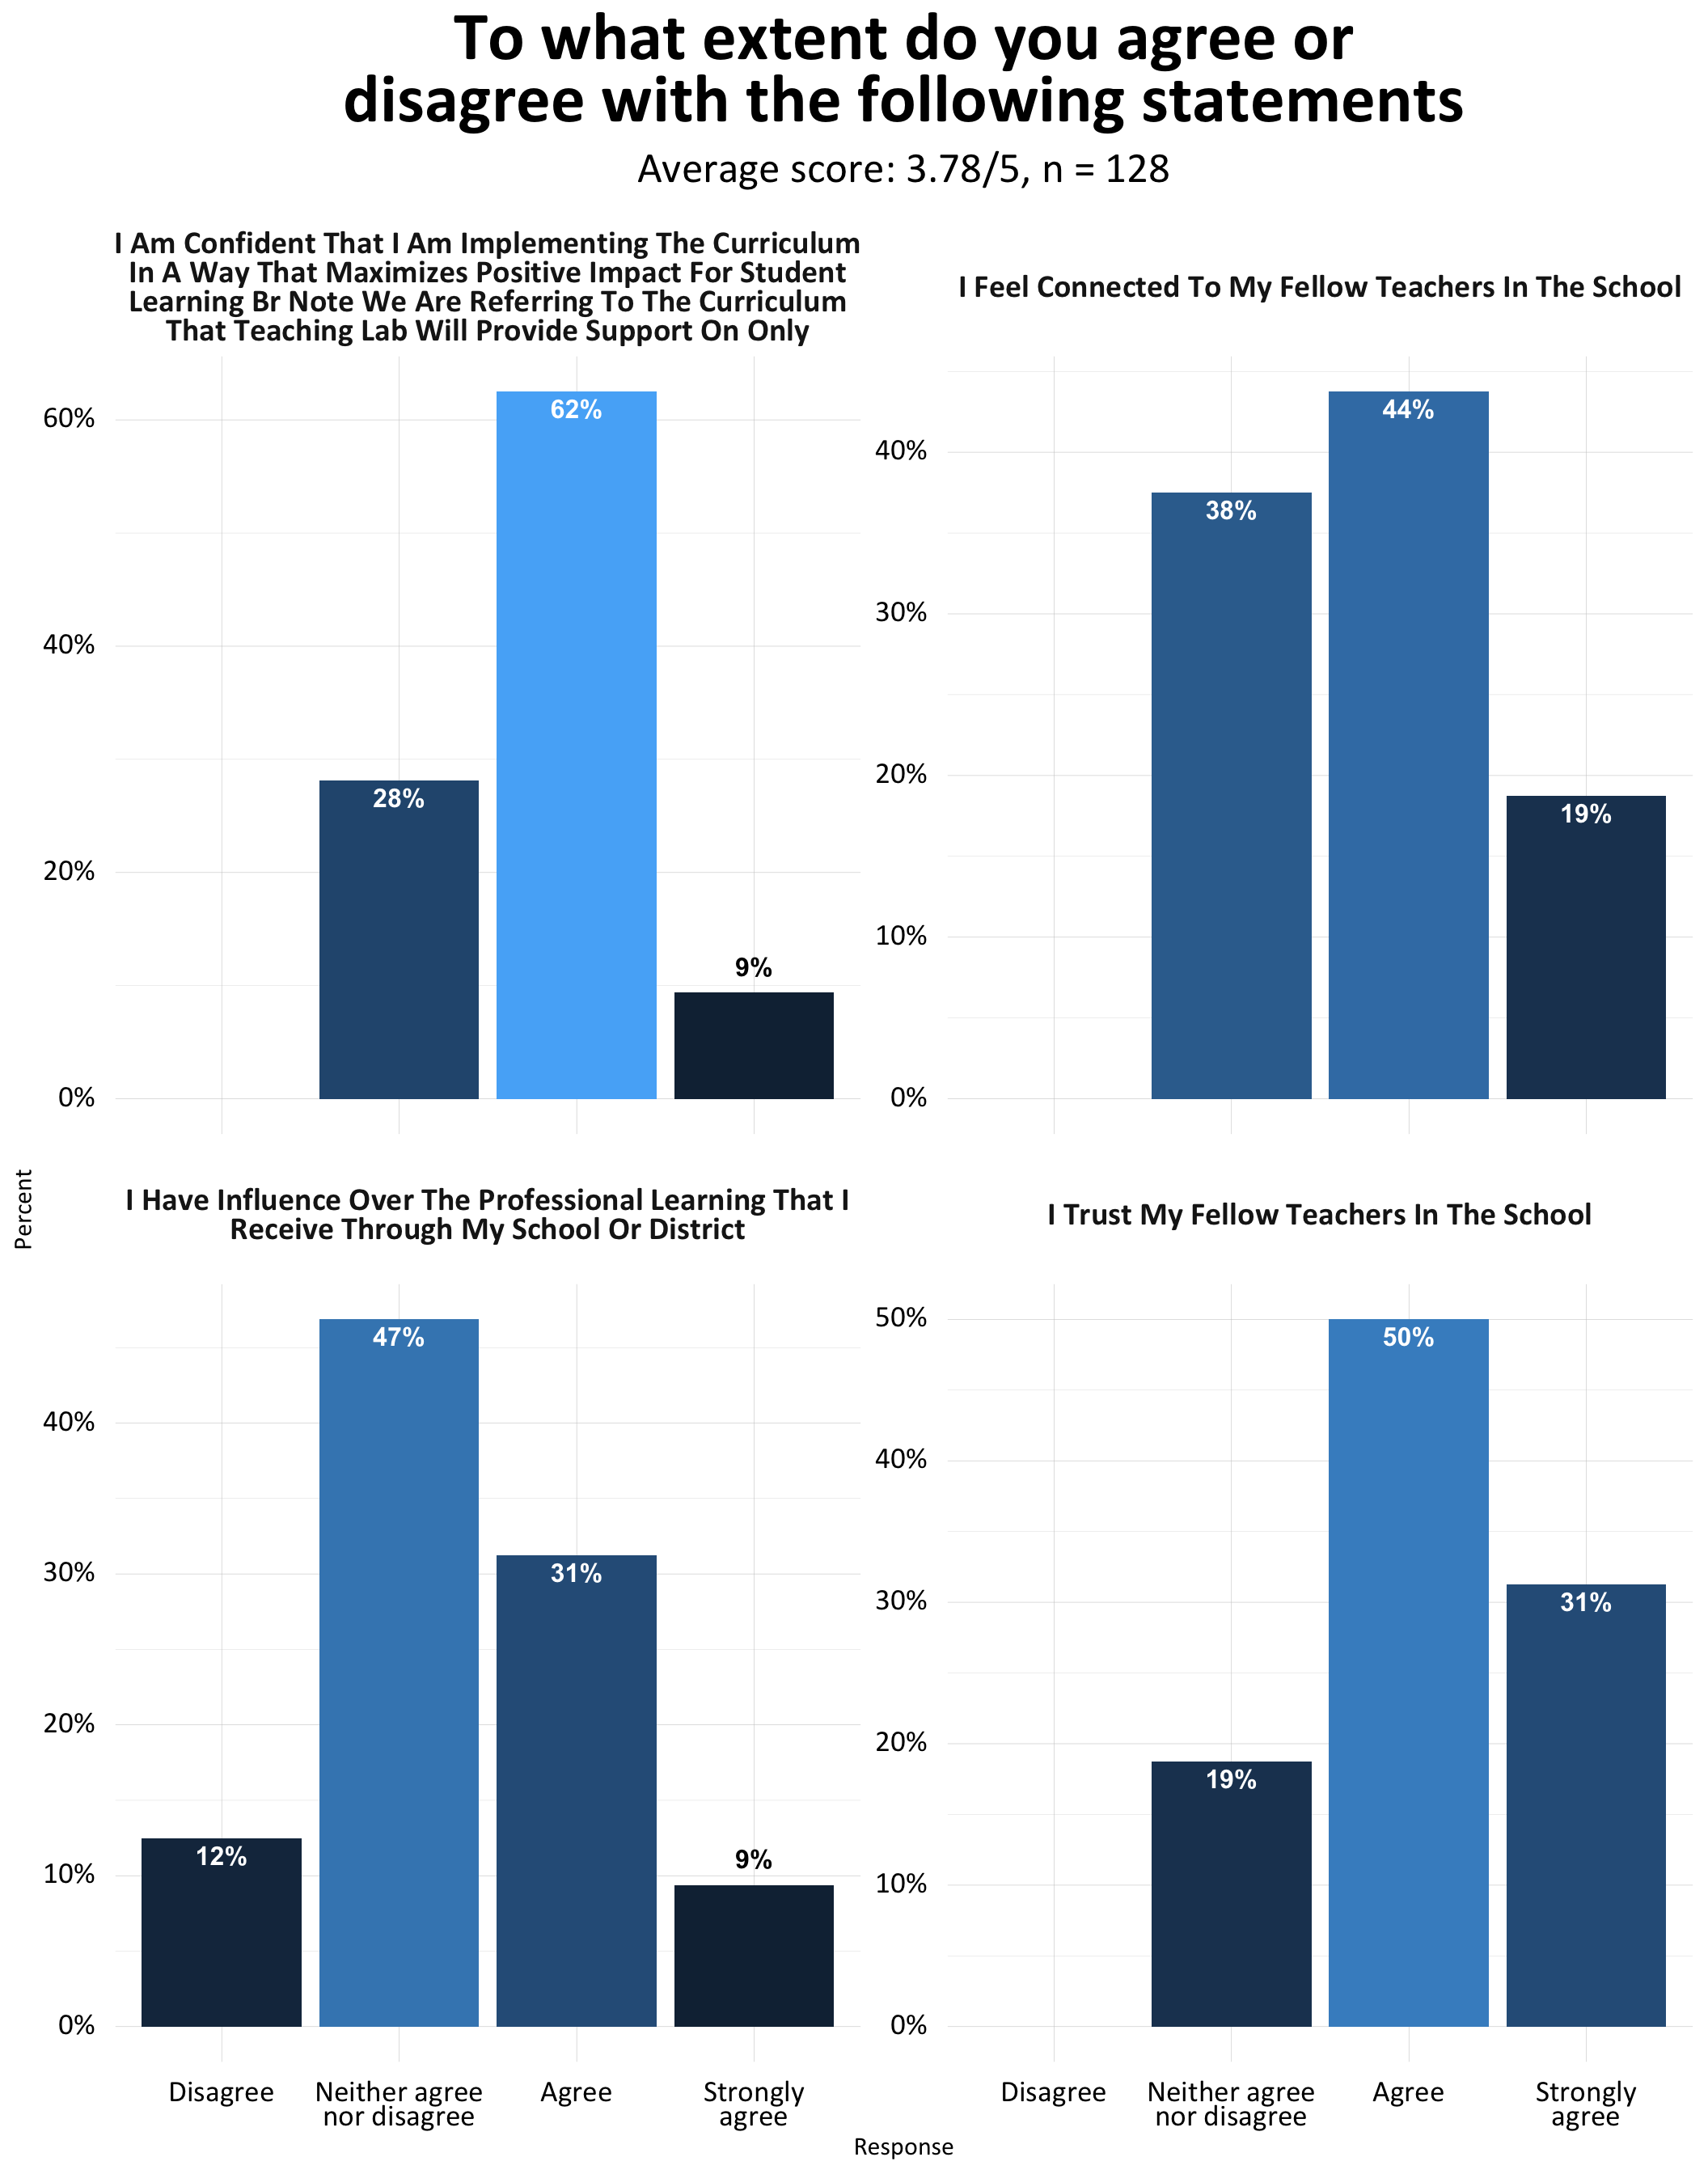 To what extent do you agree or
disagree with the following statements
Average score: 3.78/5, n = 128
I Am Confident That I Am Implementing The Curriculum
In A Way That Maximizes Positive Impact For Student
Learning Br Note We Are Referring To The Curriculum
That Teaching Lab Will Provide Support On Only
60%
40%
20%
0%
28%
62%
9%
I Feel Connected To My Fellow Teachers In The School
40%
30%
20%
10%
0%
38%
44%
19%
Percent
I Have Influence Over The Professional Learning That I
Receive Through My School Or District
40%
30%
20%
10%
0%
12%
47%
31%
9%
Disagree
Neither agree
nor disagree
Agree
Strongly
agree
I Trust My Fellow Teachers In The School
50%
40%
30%
20%
10%
0%
19%
50%
31%
Disagree
Neither agree
nor disagree
Agree
Strongly
agree
Response